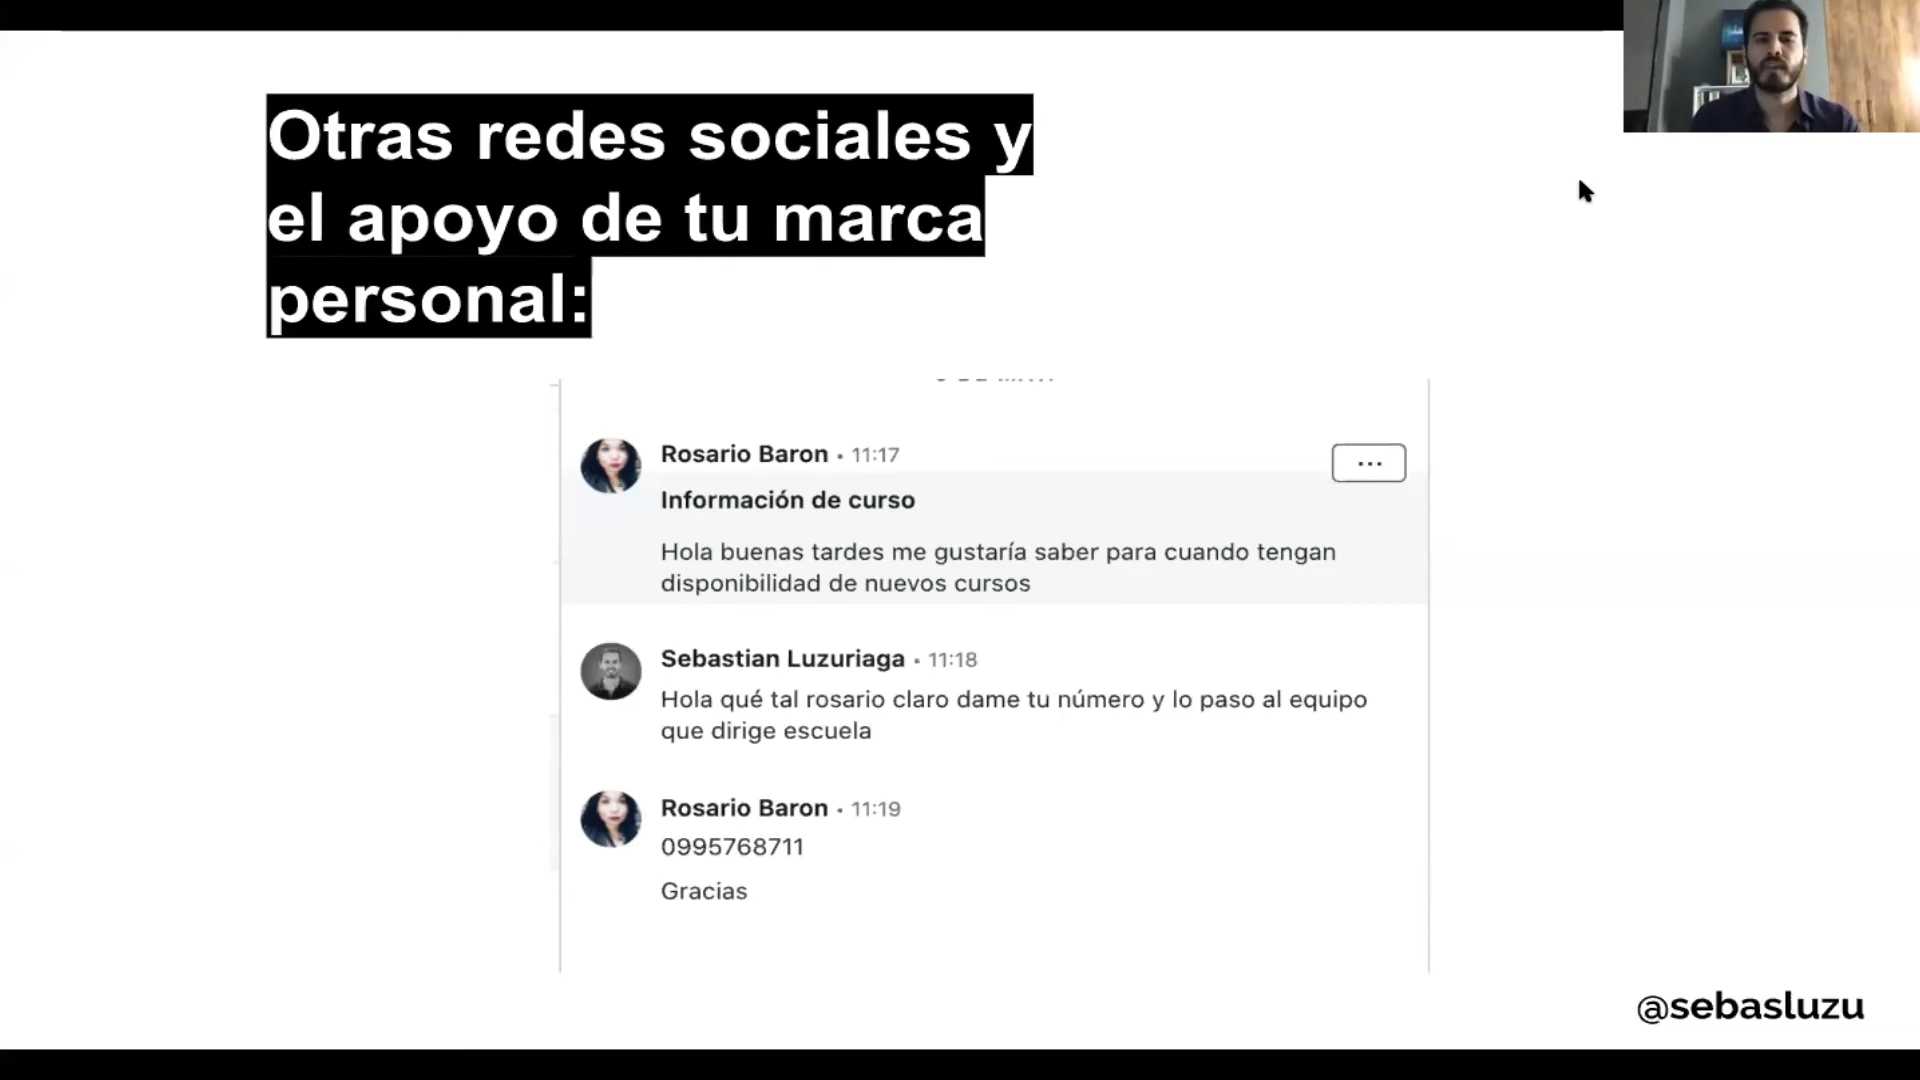 Otras redes sociales y
el apoyo de tu marca
personal:
Rosario Baron • 11:17
...
Información de curso
Hola buenas tardes me gustaría saber para cuando tengan
disponibilidad de nuevos cursos
Sebastian Luzuriaga • 11:18
Hola qué tal rosario claro dame tu número y lo paso al equipo
que dirige escuela
Rosario Baron • 11:19
0995768711
Gracias
@sebasluzu